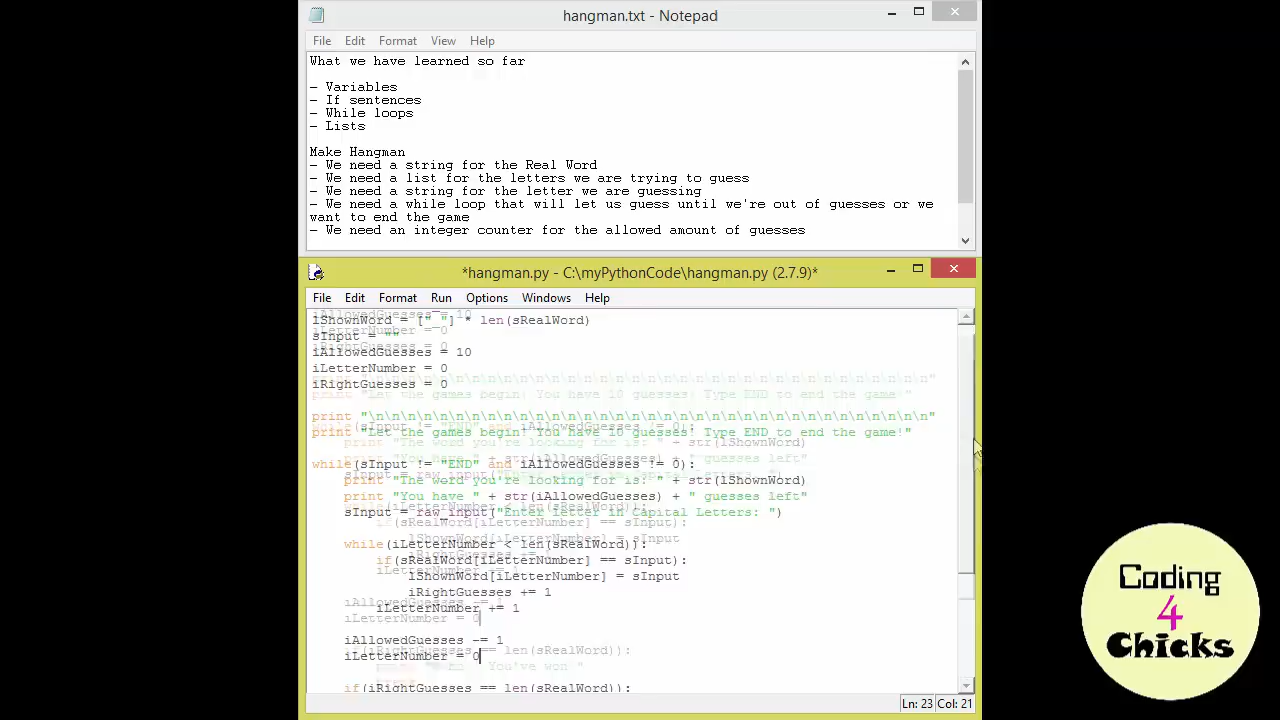 hangman.txt - Notepad
File Edit Format View Help
What we have learned so far
- Variables
- If sentences
- While loops
- Lists
Make Hangman
- We need a string for the Real Word
- We need a list for the letters we are trying to guess
- We need a string for the letter we are guessing
- We need a while loop that will let us guess until we're out of guesses or we
want to end the game
- We need an integer counter for the allowed amount of guesses
*hangman.py - C:\myPythonCode\hangman.py (2.7.9)*
File Edit Format Run Options Windows Help
lShownWord = ["_"] * len(sRealWord)
sInput = ""
iAllowedGuesses = 10
iLetterNumber = 0
iRightGuesses = 0
print "\n\n\n\n\n\n\n\n\n\n\n\n\n\n\n\n\n\n\n\n\n\n\n\n\n\n\n\n\n\n\n\n\n\n\n"
print "Let the games begin! You have 10 guesses! Type END to end the game!"
while(sInput != "END" and iAllowedGuesses != 0):
print "The word you're looking for is: " + str(lShownWord)
print "You have " + str(iAllowedGuesses) + " guesses left"
sInput = raw_input("Enter letter in Capital Letters: ")
while(iLetterNumber < len(sRealWord)):
if(sRealWord[iLetterNumber] == sInput):
lShownWord[iLetterNumber] = sInput
iRightGuesses += 1
iLetterNumber += 1
iAllowedGuesses -= 1
iLetterNumber = 0
if(iRightGuesses == len(sRealWord)):
Ln: 23 Col: 21
Coding
4
Chicks